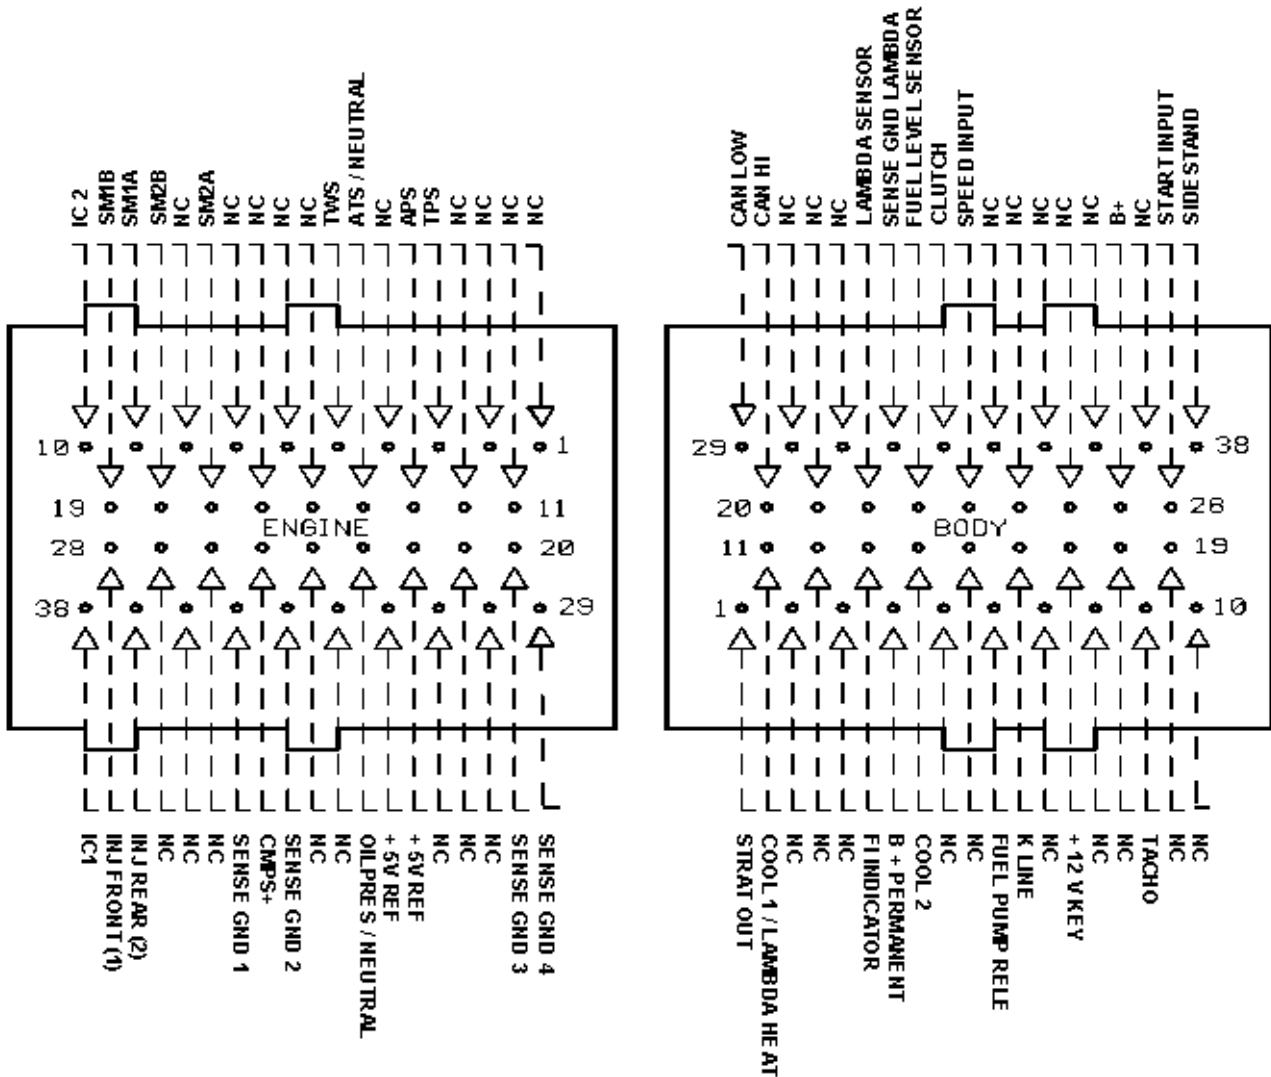 IC 2
SM1B
SM1A
SM2B
NC
SM2A
NC
NC
NC
NC
TWS
ATS / NEUTRAL
NC
APS
TPS
NC
NC
NC
NC
CAN LOW
CAN HI
NC
NC
NC
LAMBDA SENSOR
SENSE GND LAMBDA
FUEL LEVEL SENSOR
CLUTCH
SPEED INPUT
NC
NC
NC
NC
NC
B+
NC
START INPUT
SIDE STAND
10
1
19
11
ENGINE
28
20
38
29
29
38
20
28
BODY
11
19
1
10
IC1
INJ FRONT (1)
INJ REAR (2)
NC
NC
NC
SENSE GND 1
CMPS+
SENSE GND 2
NC
NC
OILPRES / NEUTRAL
+ 5V REF
+ 5V REF
NC
NC
NC
SENSE GND 3
SENSE GND 4
STRAT OUT
COOL 1 / LAMBDA HEAT
NC
NC
NC
FI INDICATOR
B + PERMANENT
COOL 2
NC
NC
FUEL PUMP RELE
K LINE
NC
+ 12 V KEY
NC
NC
TACHO
NC
NC